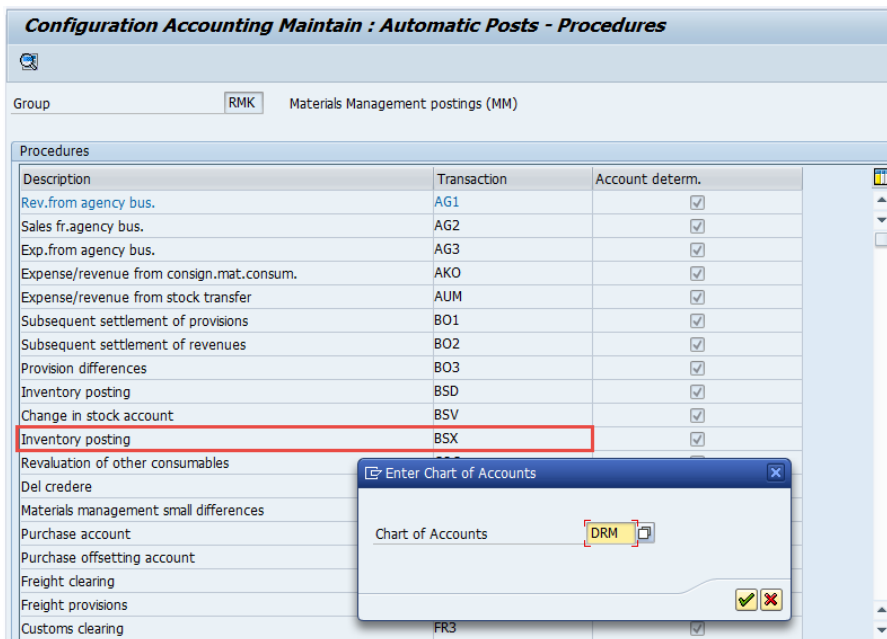 Configuration Accounting Maintain : Automatic Posts - Procedures
Group RMK Materials Management postings (MM)
Procedures
Description Transaction Account determ.
Rev.from agency bus. AG1
Sales fr.agency bus. AG2
Exp.from agency bus. AG3
Expense/revenue from consign.mat.consum. AKO
Expense/revenue from stock transfer AUM
Subsequent settlement of provisions BO1
Subsequent settlement of revenues BO2
Provision differences BO3
Inventory posting BSD
Change in stock account BSV
Inventory posting BSX
Revaluation of other consumables
Enter Chart of Accounts
Del credere
Materials management small differences
Purchase account
Chart of Accounts DRM
Purchase offsetting account
Freight clearing
Freight provisions
Customs clearing FR3